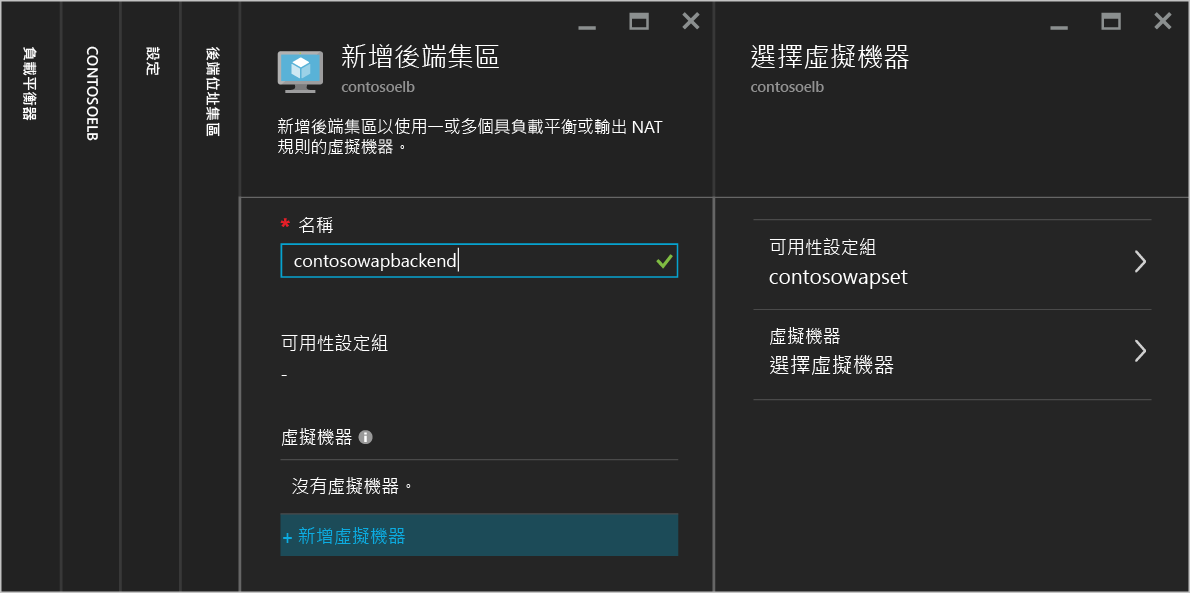 負載平衡器
CONTOSOELB
設定
後端位址集區
新增後端集區
contosoelb
新增後端集區以使用一或多個具負載平衡或輸出 NAT
規則的虛擬機器。
* 名稱
contosowapbackend
可用性設定組
-
虛擬機器
沒有虛擬機器。
+ 新增虛擬機器
選擇虛擬機器
contosoelb
可用性設定組
contosowapset
虛擬機器
選擇虛擬機器